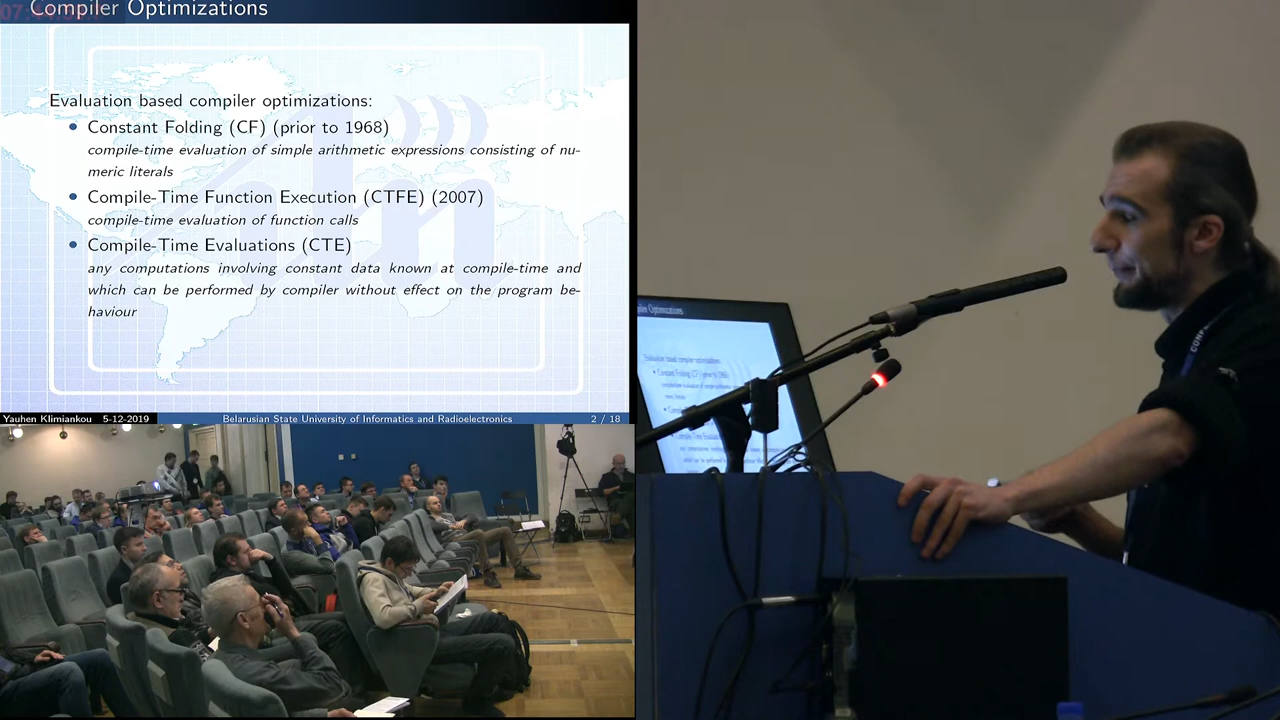 Compiler Optimizations
Evaluation based compiler optimizations:
Constant Folding (CF) (prior to 1968)
compile-time evaluation of simple arithmetic expressions consisting of nu-
meric literals
Compile-Time Function Execution (CTFE) (2007)
compile-time evaluation of function calls
Compile-Time Evaluations (CTE)
any computations involving constant data known at compile-time and
which can be performed by compiler without effect on the program be-
haviour
Yauhen Klimiankou 5-12-2019 Belarusian State University of Informatics and Radioelectronics 2 / 18